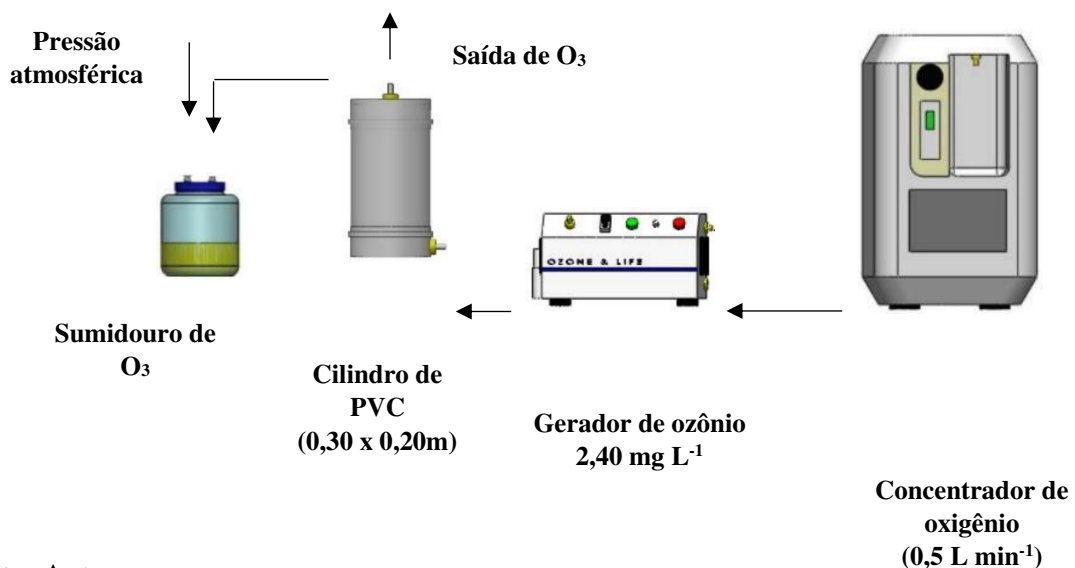 Pressão
atmosférica
Saída de O₃
OZONE & LIFE
Sumidouro de
O₃
Cilindro de
PVC
(0,30 x 0,20m)
Gerador de ozônio
2,40 mg L⁻¹
Concentrador de
oxigênio
(0,5 L min⁻¹)